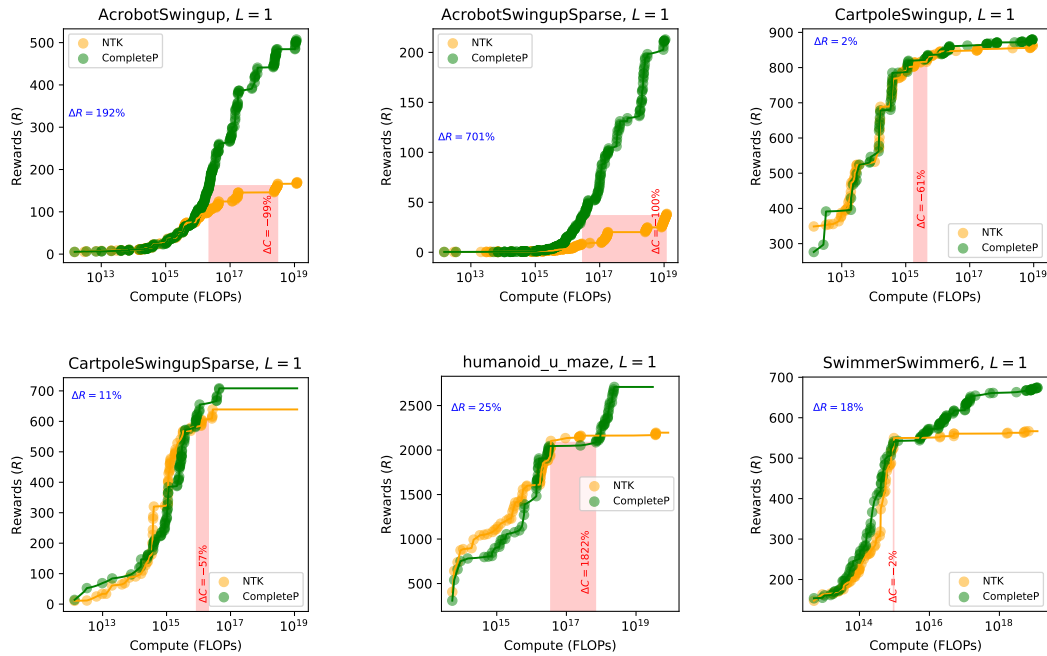 AcrobotSwingup, L = 1
500
400
300
200
100
0
Rewards (R)
NTK
CompleteP
ΔR = 192%
ΔC = −99%
10^13
10^15
10^17
10^19
Compute (FLOPs)
AcrobotSwingupSparse, L = 1
200
150
100
50
0
Rewards (R)
NTK
CompleteP
ΔR = 701%
ΔC = −100%
10^13
10^15
10^17
10^19
Compute (FLOPs)
CartpoleSwingup, L = 1
900
800
700
600
500
400
300
Rewards (R)
ΔR = 2%
ΔC = −61%
NTK
CompleteP
10^13
10^15
10^17
10^19
Compute (FLOPs)
CartpoleSwingupSparse, L = 1
700
600
500
400
300
200
100
0
Rewards (R)
ΔR = 11%
ΔC = −57%
NTK
CompleteP
10^13
10^15
10^17
10^19
Compute (FLOPs)
humanoid_u_maze, L = 1
2500
2000
1500
1000
500
Rewards (R)
ΔR = 25%
NTK
CompleteP
ΔC = 1822%
10^15
10^17
10^19
Compute (FLOPs)
SwimmerSwimmer6, L = 1
700
600
500
400
300
200
Rewards (R)
ΔR = 18%
ΔC = −2%
NTK
CompleteP
10^14
10^16
10^18
Compute (FLOPs)